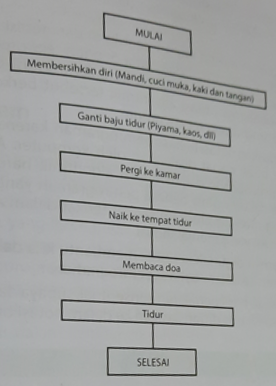 MULAI
Membersihkan diri (Mandi, cuci muka, kaki dan tangan)
Ganti baju tidur (Piyama, kaos, dll)
Pergi ke kamar
Naik ke tempat tidur
Membaca doa
Tidur
SELESAI